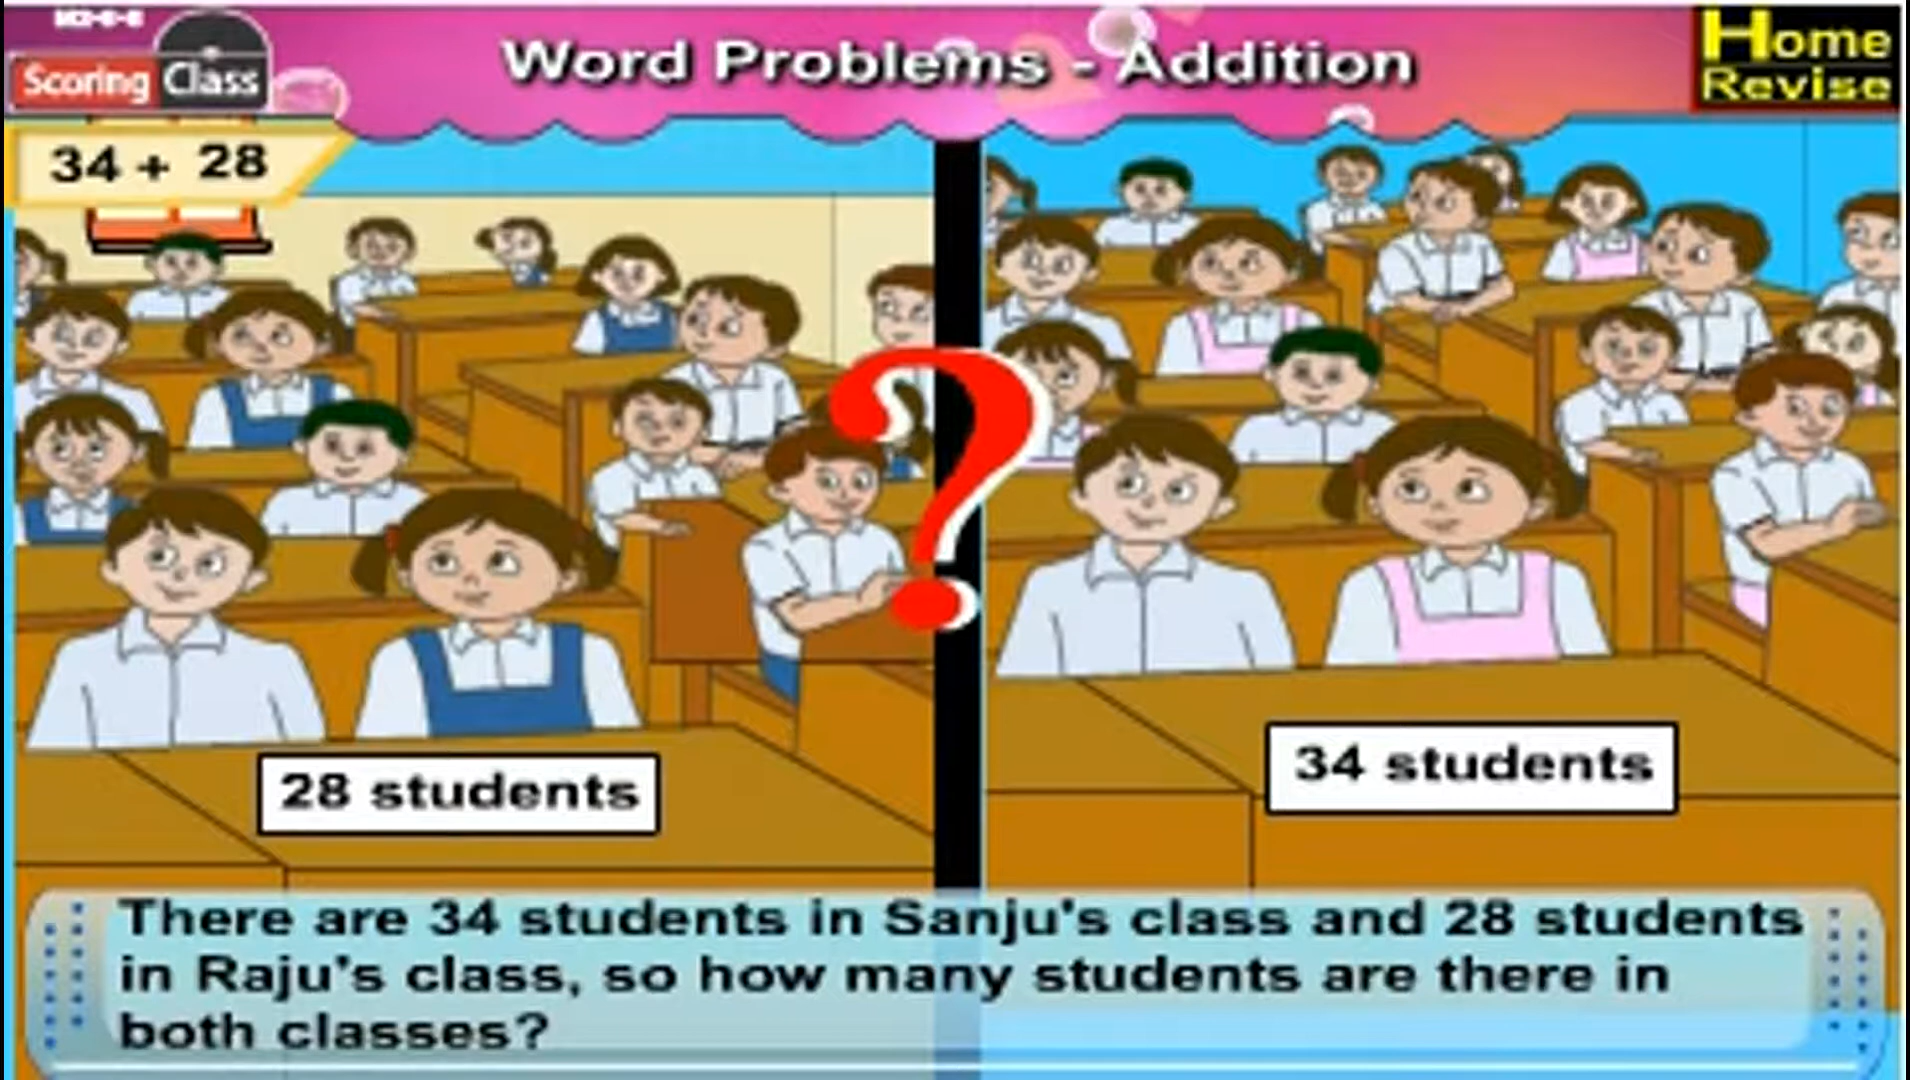 Scoring Class
Word Problems - Addition
Home
Revise
34 + 28
28 students
34 students
There are 34 students in Sanju's class and 28 students
in Raju's class, so how many students are there in
both classes?